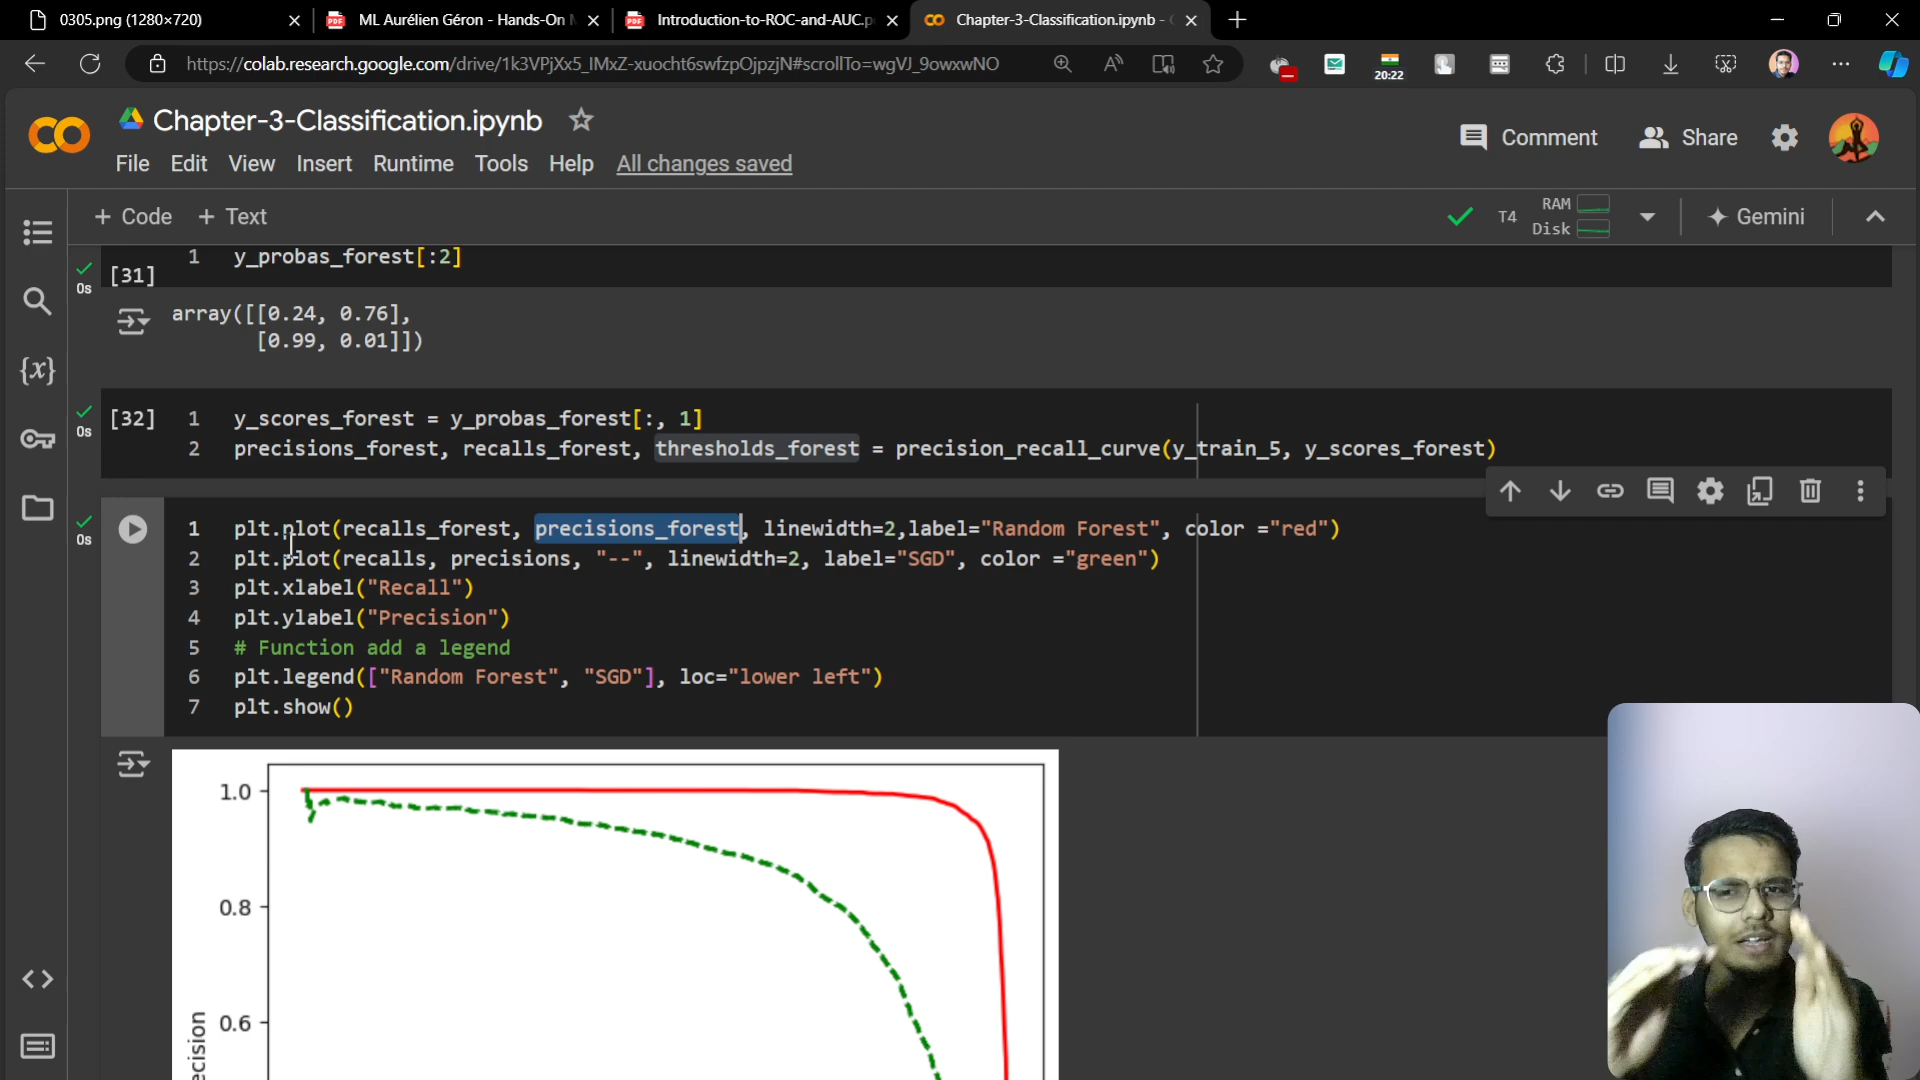 0305.png (1280×720)
ML Aurélien Géron - Hands-On
Introduction-to-ROC-and-AUC.p
Chapter-3-Classification.ipynb -
https://colab.research.google.com/drive/1k3VPjXx5_IMxZ-xuocht6swfzpOjpzjN#scrollTo=wgVJ_9owxwNO
20:22
Chapter-3-Classification.ipynb
Comment
Share
File Edit View Insert Runtime Tools Help All changes saved
+ Code + Text
T4
RAM
Disk
Gemini
[31]
0s
1 y_probas_forest[:2]
array([[0.24, 0.76],
[0.99, 0.01]])
[32]
0s
1 y_scores_forest = y_probas_forest[:, 1]
2 precisions_forest, recalls_forest, thresholds_forest = precision_recall_curve(y_train_5, y_scores_forest)
0s
1 plt.plot(recalls_forest, precisions_forest, linewidth=2,label="Random Forest", color ="red")
2 plt.plot(recalls, precisions, "--", linewidth=2, label="SGD", color ="green")
3 plt.xlabel("Recall")
4 plt.ylabel("Precision")
5 # Function add a legend
6 plt.legend(["Random Forest", "SGD"], loc="lower left")
7 plt.show()
1.0
0.8
0.6
ecision